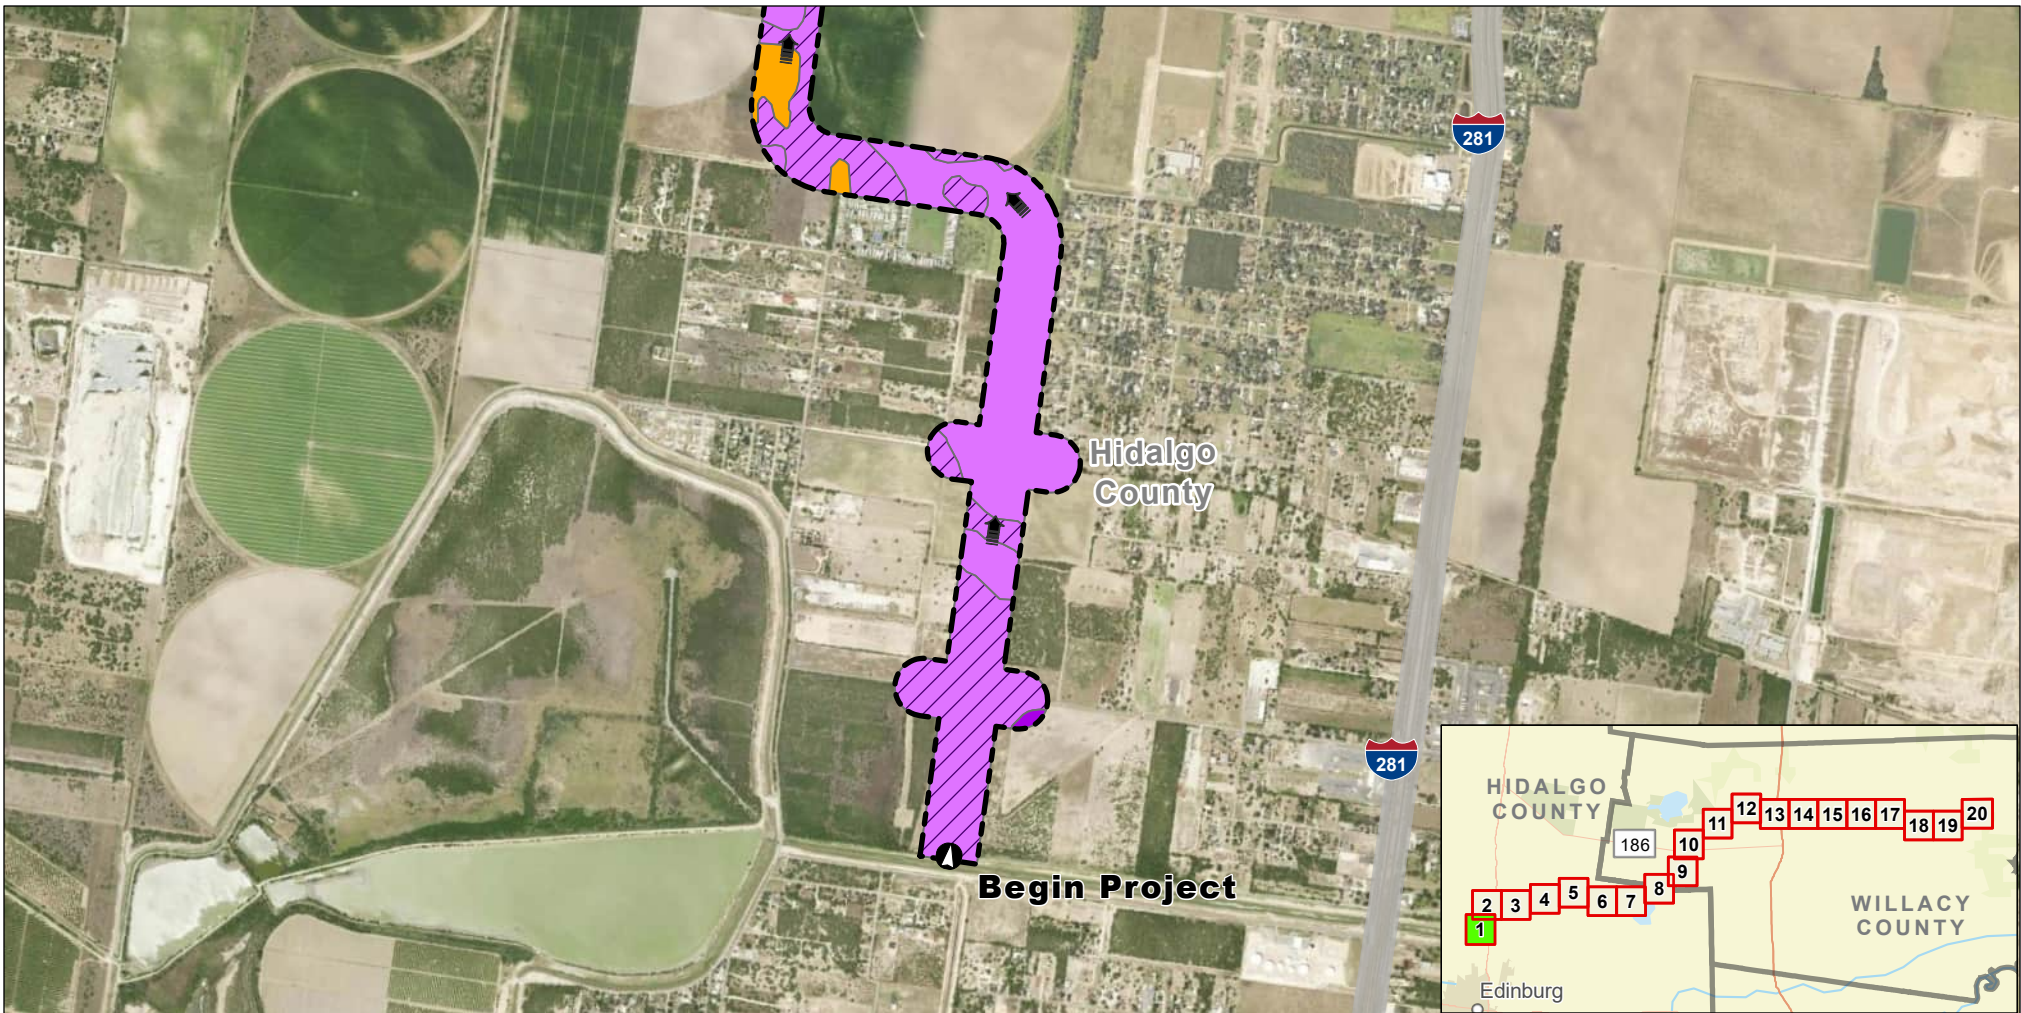 281
Hidalgo
County
281
Begin Project
HIDALGO
COUNTY
186
1
2
3
4
5
6
7
8
9
10
11
12
13
14
15
16
17
18
19
20
WILLACY
COUNTY
Edinburg